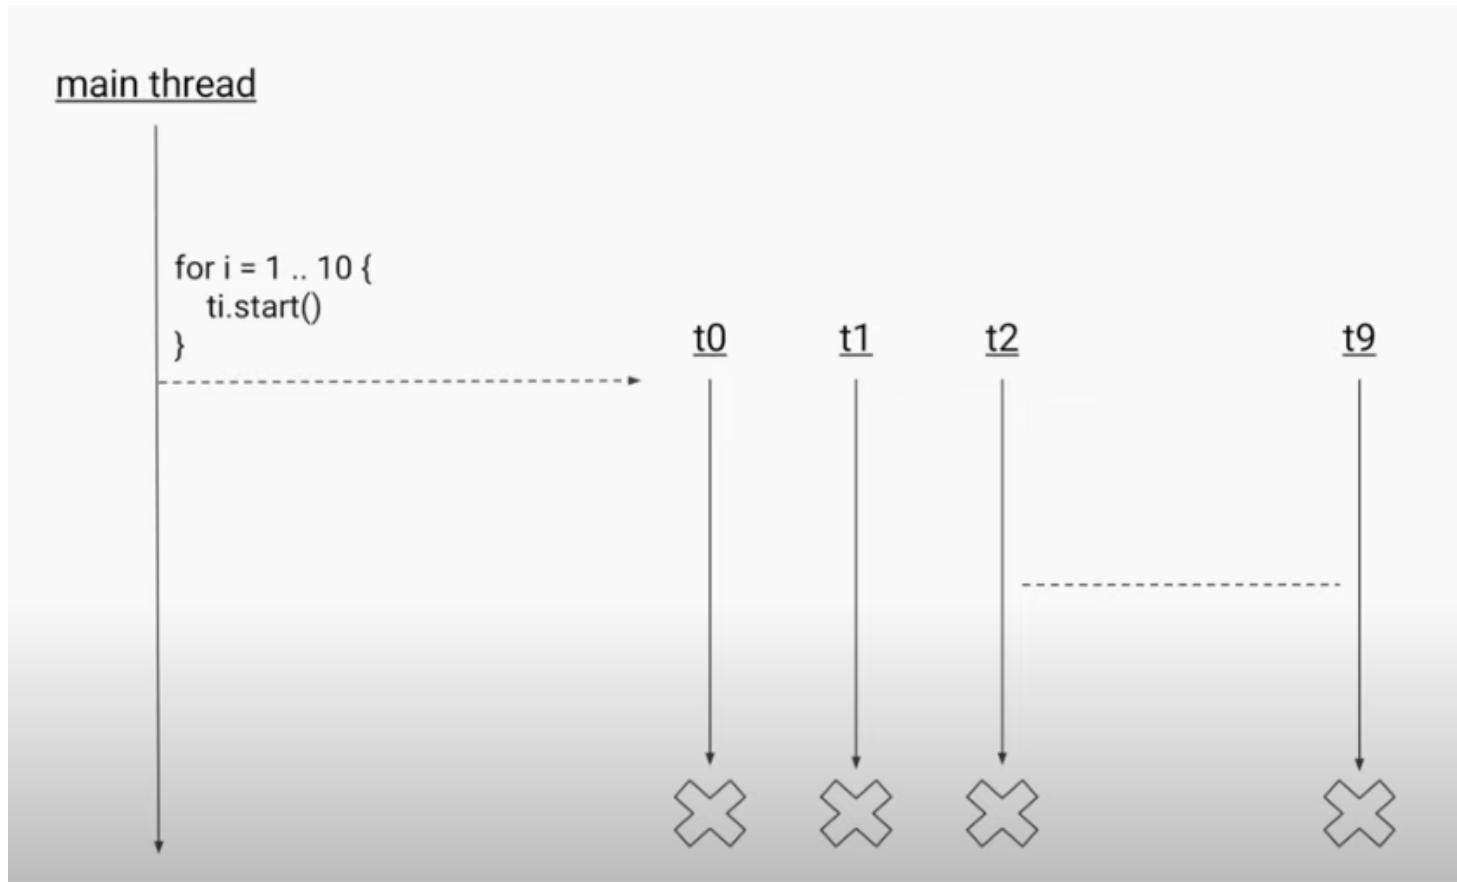 main thread
for i = 1 .. 10 {
ti.start()
}
t0 t1 t2 t9